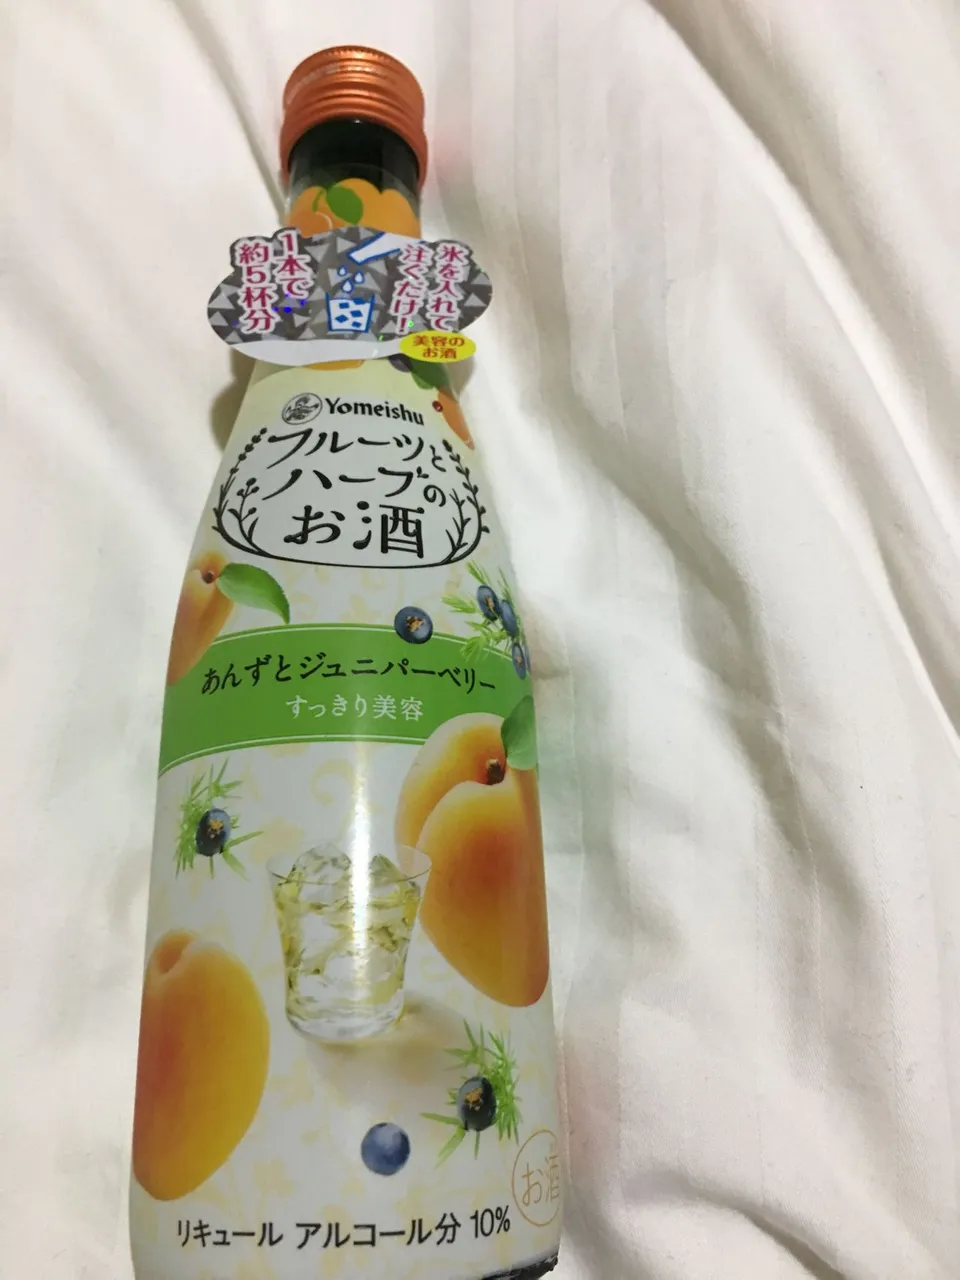 氷を入れて
注ぐだけ!
1本で
約5杯分
美容の
お酒
Yomeishu
フルーツと
ハーブの
お酒
あんずとジュニパーベリー
すっきり美容
お酒
リキュール アルコール分 10%